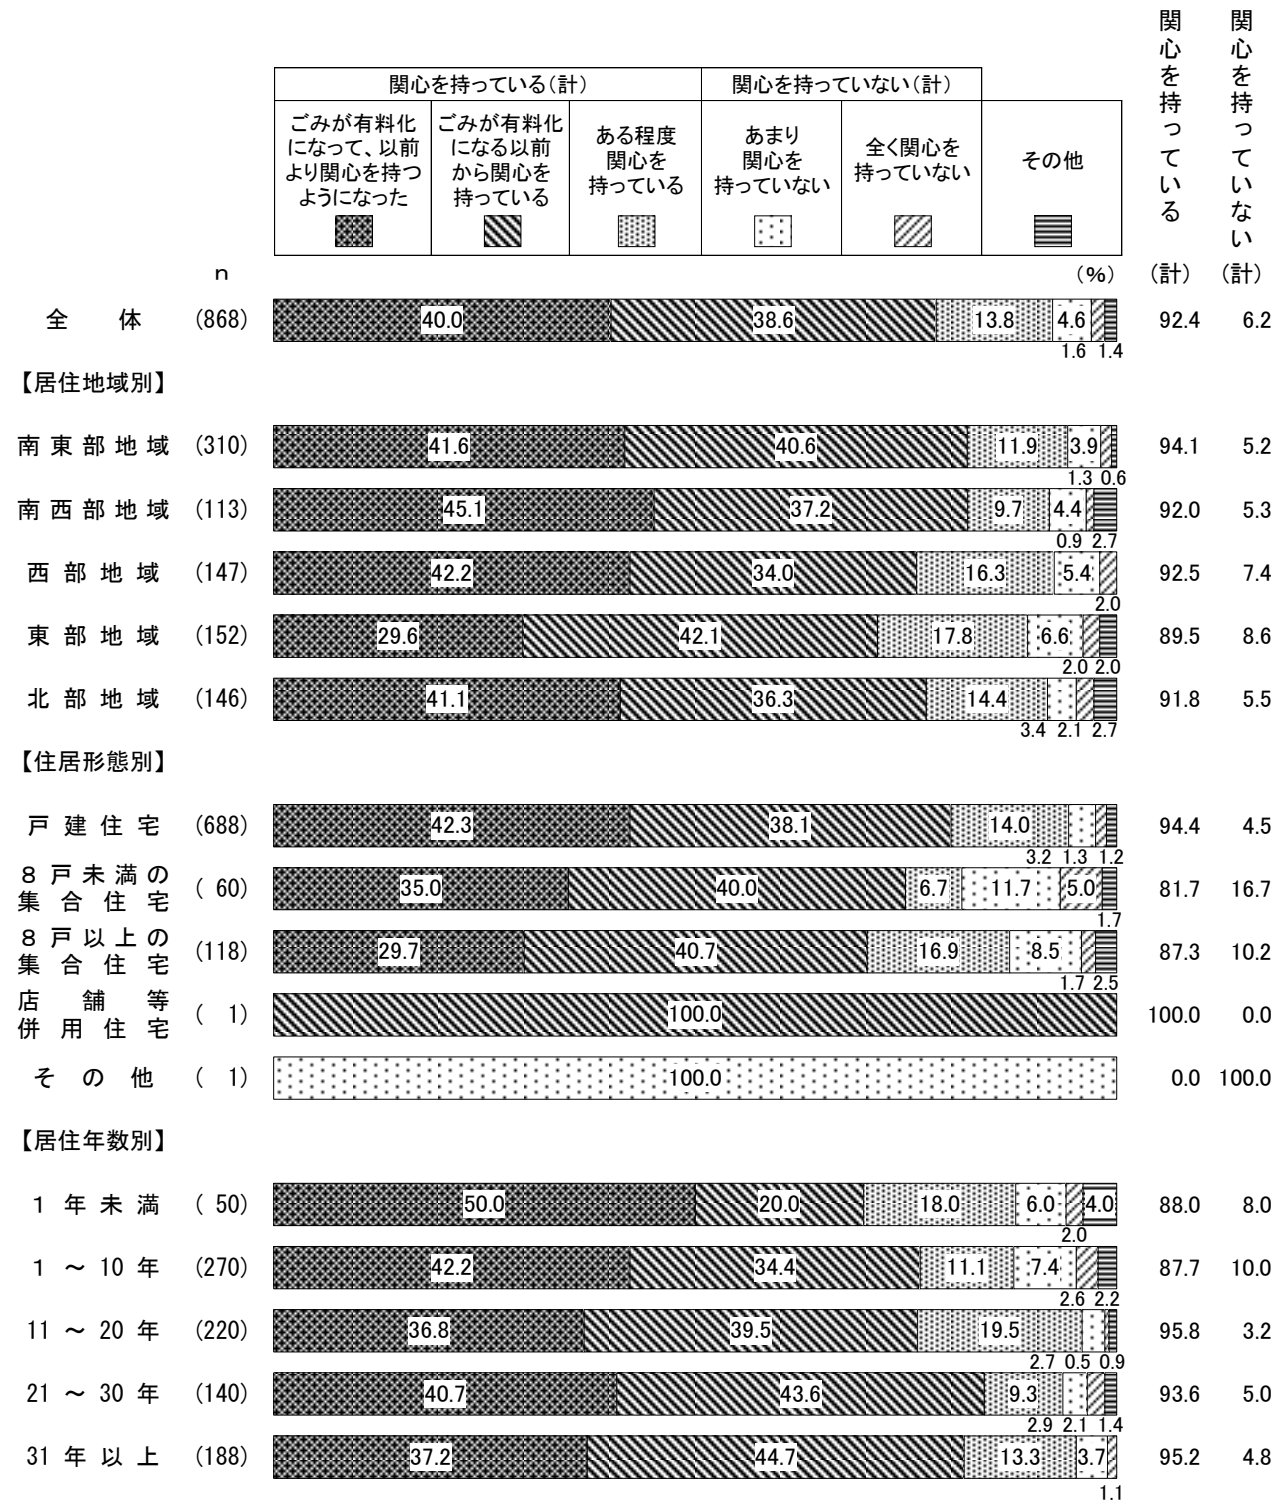 関心を持っている
関心を持っていない
関心を持っている（計）　関心を持っていない（計）
ごみが有料化
になって、以前
より関心を持つ
ようになった
ごみが有料化
になる以前
から関心を
持っている
ある程度
関心を
持っている
あまり
関心を
持っていない
全く関心を
持っていない
その他
n　（％）　（計）　（計）
全　体　(868)　40.0　38.6　13.8　4.6　92.4　6.2
1.6　1.4
【居住地域別】
南東部地域　(310)　41.6　40.6　11.9　3.9　94.1　5.2
1.3　0.6
南西部地域　(113)　45.1　37.2　9.7　4.4　92.0　5.3
0.9　2.7
西部地域　(147)　42.2　34.0　16.3　5.4　92.5　7.4
2.0
東部地域　(152)　29.6　42.1　17.8　6.6　89.5　8.6
2.0　2.0
北部地域　(146)　41.1　36.3　14.4　91.8　5.5
3.4　2.1　2.7
【住居形態別】
戸建住宅　(688)　42.3　38.1　14.0　94.4　4.5
3.2　1.3　1.2
８戸未満の
集合住宅　( 60)　35.0　40.0　6.7　11.7　5.0　81.7　16.7
1.7
８戸以上の
集合住宅　(118)　29.7　40.7　16.9　8.5　87.3　10.2
1.7　2.5
店舗等
併用住宅　( 1)　100.0　100.0　0.0
その他　( 1)　100.0　0.0　100.0
【居住年数別】
１年未満　( 50)　50.0　20.0　18.0　6.0　4.0　88.0　8.0
2.0
１～10年　(270)　42.2　34.4　11.1　7.4　87.7　10.0
2.6　2.2
11～20年　(220)　36.8　39.5　19.5　95.8　3.2
2.7　0.5　0.9
21～30年　(140)　40.7　43.6　9.3　93.6　5.0
2.9　2.1　1.4
31年以上　(188)　37.2　44.7　13.3　3.7　95.2　4.8
1.1